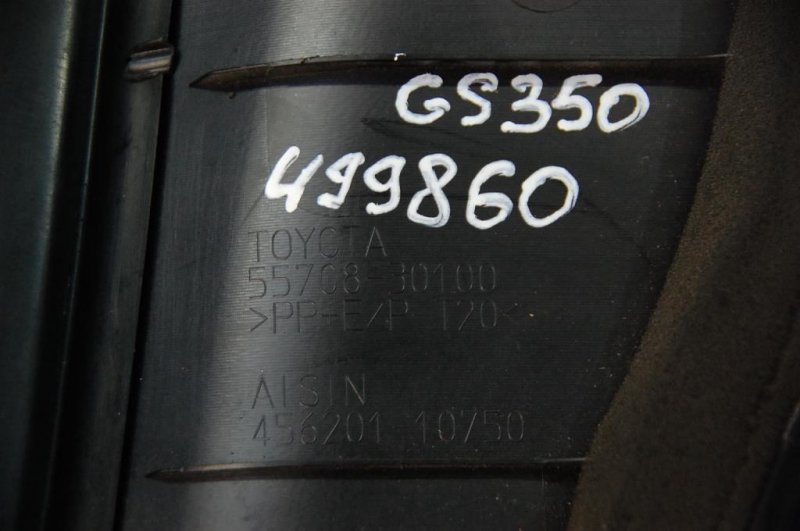 GS350
499860
TOYOTA
55708-30100
>PP+E/P T20<
AISIN
456201-10750